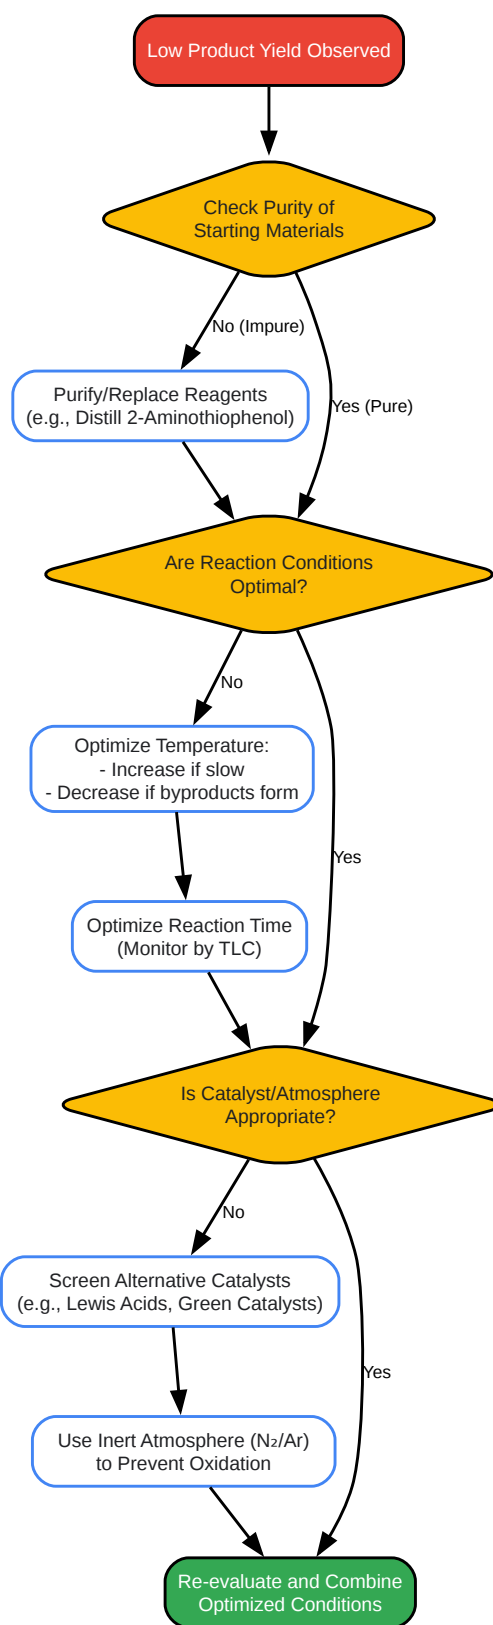 Low Product Yield Observed
Check Purity of
Starting Materials
No (Impure)
Yes (Pure)
Purify/Replace Reagents
(e.g., Distill 2-Aminothiophenol)
Are Reaction Conditions
Optimal?
No
Optimize Temperature:
- Increase if slow
- Decrease if byproducts form
Yes
Optimize Reaction Time
(Monitor by TLC)
Is Catalyst/Atmosphere
Appropriate?
No
Screen Alternative Catalysts
(e.g., Lewis Acids, Green Catalysts)
Yes
Use Inert Atmosphere (N₂/Ar)
to Prevent Oxidation
Re-evaluate and Combine
Optimized Conditions